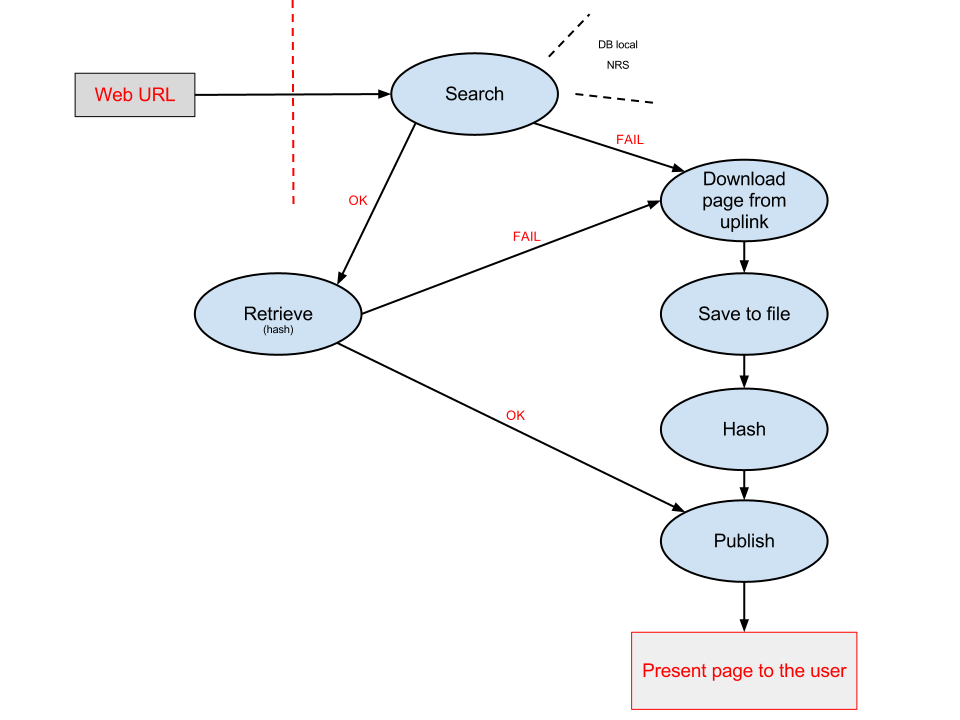 DB local
NRS
Web URL
Search
FAIL
Download
page from
uplink
OK
FAIL
Retrieve
(hash)
Save to file
OK
Hash
Publish
Present page to the user